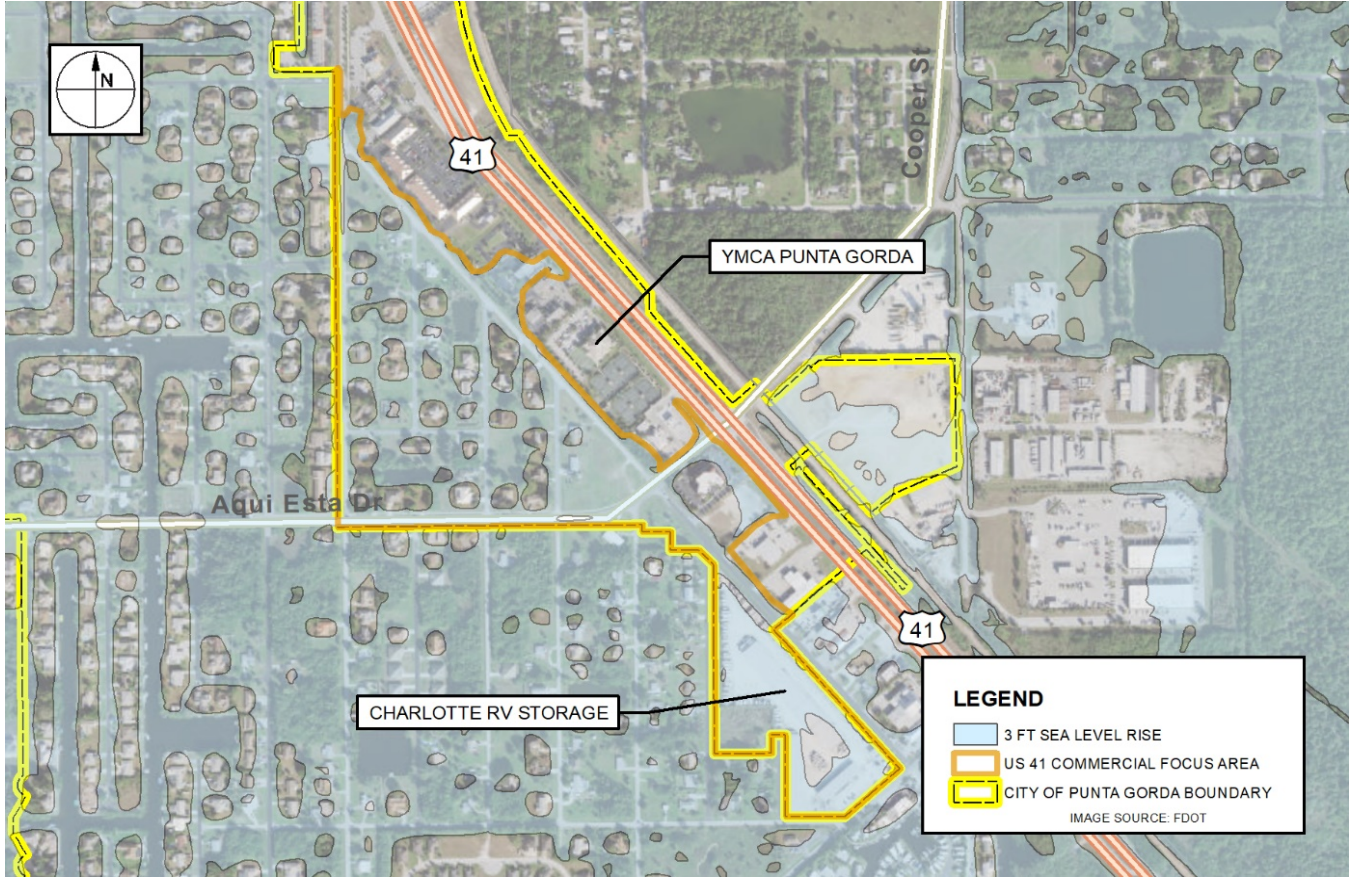 N
41
Cooper St
YMCA PUNTA GORDA
Aqui Esta Dr
41
CHARLOTTE RV STORAGE
LEGEND
3 FT SEA LEVEL RISE
US 41 COMMERCIAL FOCUS AREA
CITY OF PUNTA GORDA BOUNDARY
IMAGE SOURCE: FDOT